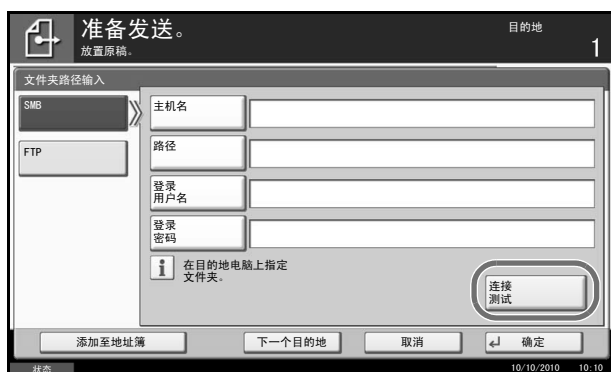 准备发送。
放置原稿。
目的地
1
文件夹路径输入
SMB
FTP
主机名
路径
登录
用户名
登录
密码
i 在目的地电脑上指定
文件夹。
连接
测试
添加至地址簿
下一个目的地
取消
确定
状态
10/10/2010 10:10